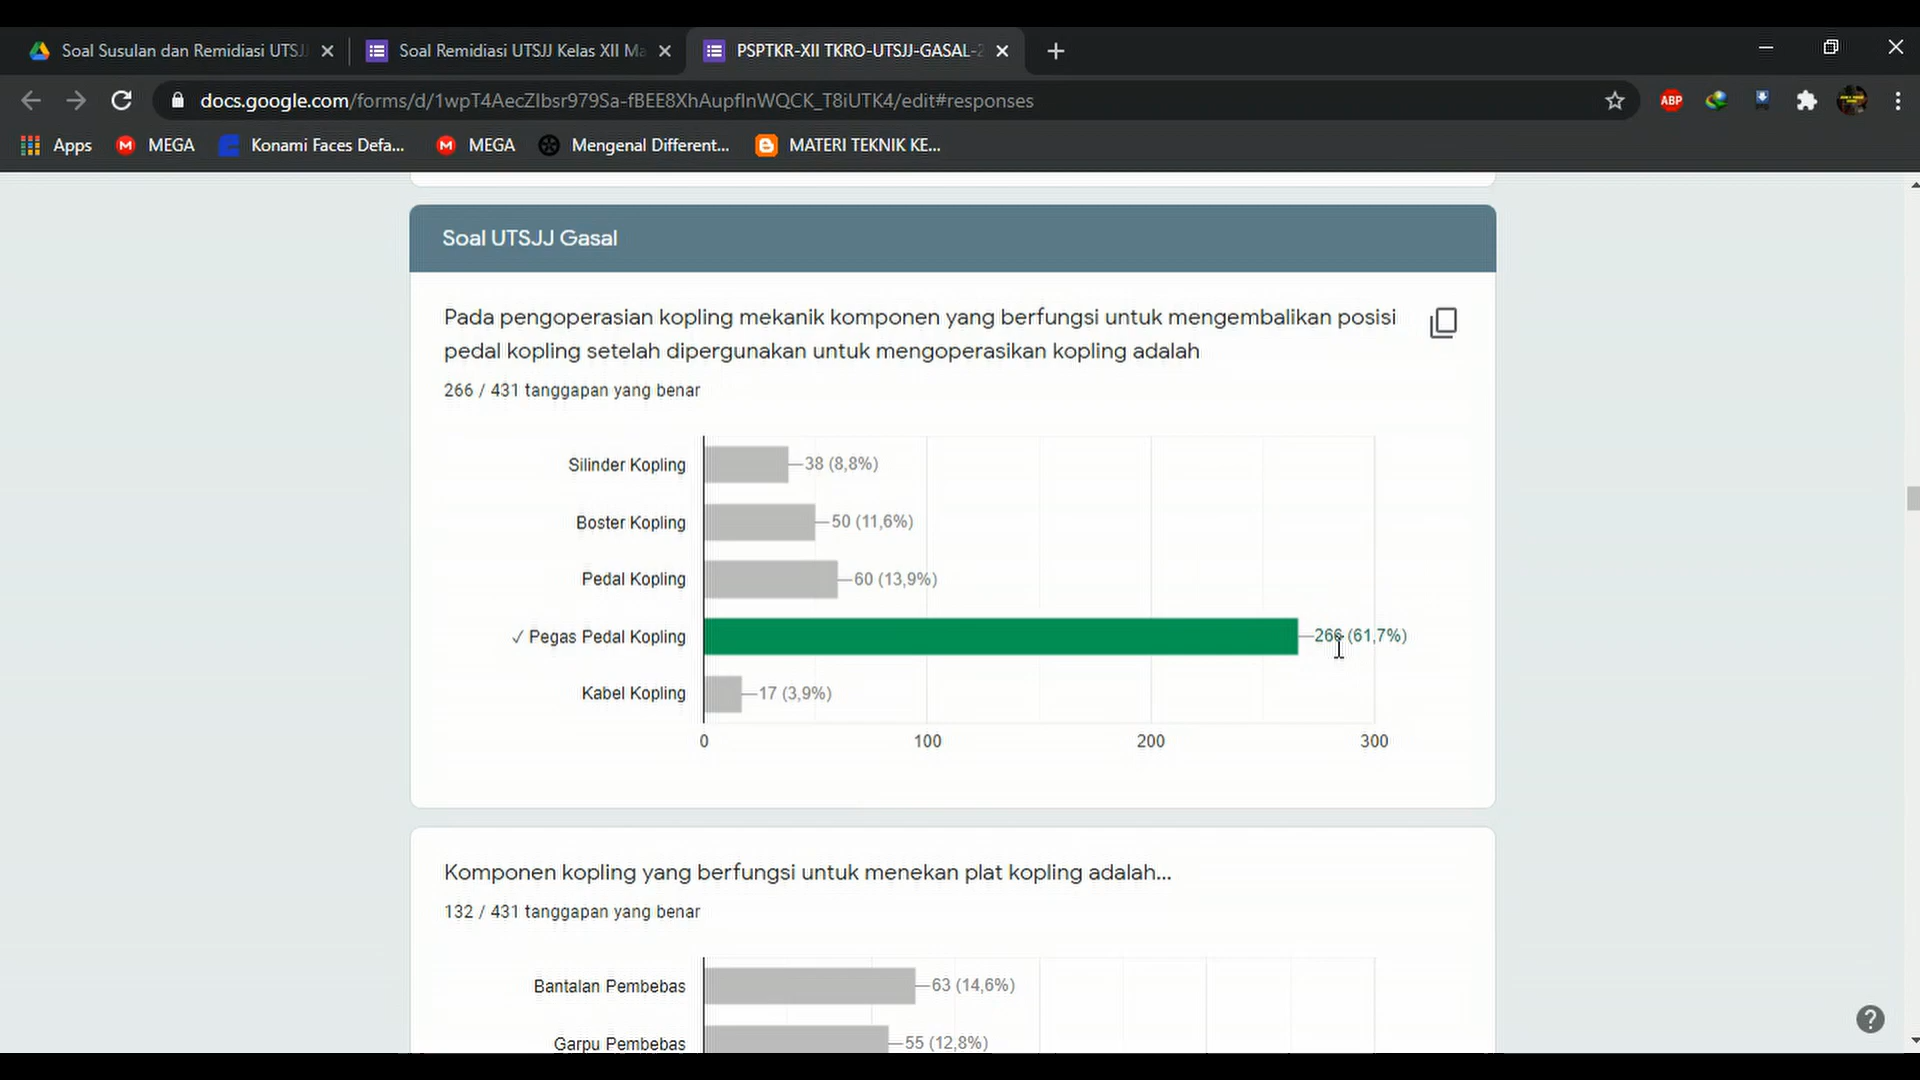 Soal Susulan dan Remidiasi UTSJ
Soal Remidiasi UTSJJ Kelas XII Ma
PSPTKR-XII TKRO-UTSJJ-GASAL-2
docs.google.com/forms/d/1wpT4AecZIbsr979Sa-fBEE8XhAupfInWQCK_T8iUTK4/edit#responses
ABP
Apps
MEGA
Konami Faces Defa...
MEGA
Mengenal Different...
MATERI TEKNIK KE...
Soal UTSJJ Gasal
Pada pengoperasian kopling mekanik komponen yang berfungsi untuk mengembalikan posisi
pedal kopling setelah dipergunakan untuk mengoperasikan kopling adalah
266 / 431 tanggapan yang benar
Silinder Kopling 38 (8,8%)
Boster Kopling 50 (11,6%)
Pedal Kopling 60 (13,9%)
✓ Pegas Pedal Kopling 266 (61,7%)
Kabel Kopling 17 (3,9%)
0 100 200 300
Komponen kopling yang berfungsi untuk menekan plat kopling adalah...
132 / 431 tanggapan yang benar
Bantalan Pembebas 63 (14,6%)
Garpu Pembebas 55 (12,8%)